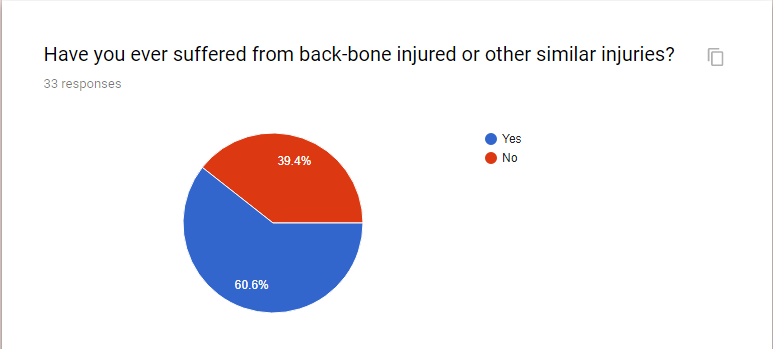 Have you ever suffered from back-bone injured or other similar injuries?
33 responses
39.4%
60.6%
Yes
No